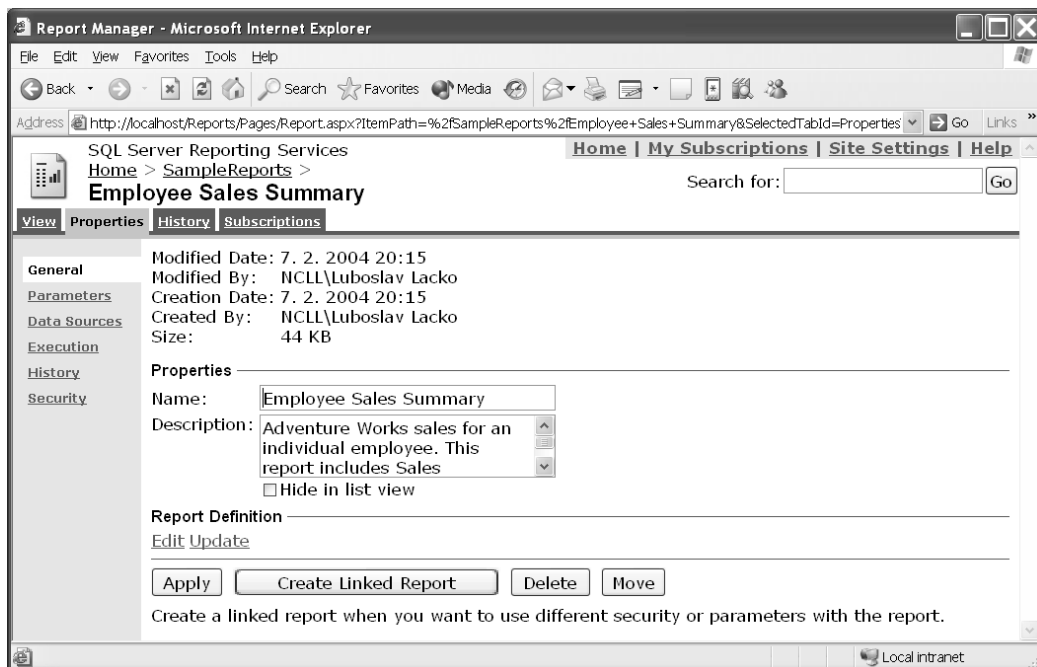 Report Manager - Microsoft Internet Explorer
File Edit View Favorites Tools Help
Back Search Favorites Media
Address http://localhost/Reports/Pages/Report.aspx?ItemPath=%2fSampleReports%2fEmployee+Sales+Summary&SelectedTabId=Properties Go Links »
SQL Server Reporting Services Home | My Subscriptions | Site Settings | Help
Home > SampleReports >
Employee Sales Summary Search for: Go
View Properties History Subscriptions
General
Parameters
Data Sources
Execution
History
Security
Modified Date: 7. 2. 2004 20:15
Modified By: NCLL\Luboslav Lacko
Creation Date: 7. 2. 2004 20:15
Created By: NCLL\Luboslav Lacko
Size: 44 KB
Properties
Name: Employee Sales Summary
Description: Adventure Works sales for an
individual employee. This
report includes Sales
Hide in list view
Report Definition
Edit Update
Apply Create Linked Report Delete Move
Create a linked report when you want to use different security or parameters with the report.
Local intranet